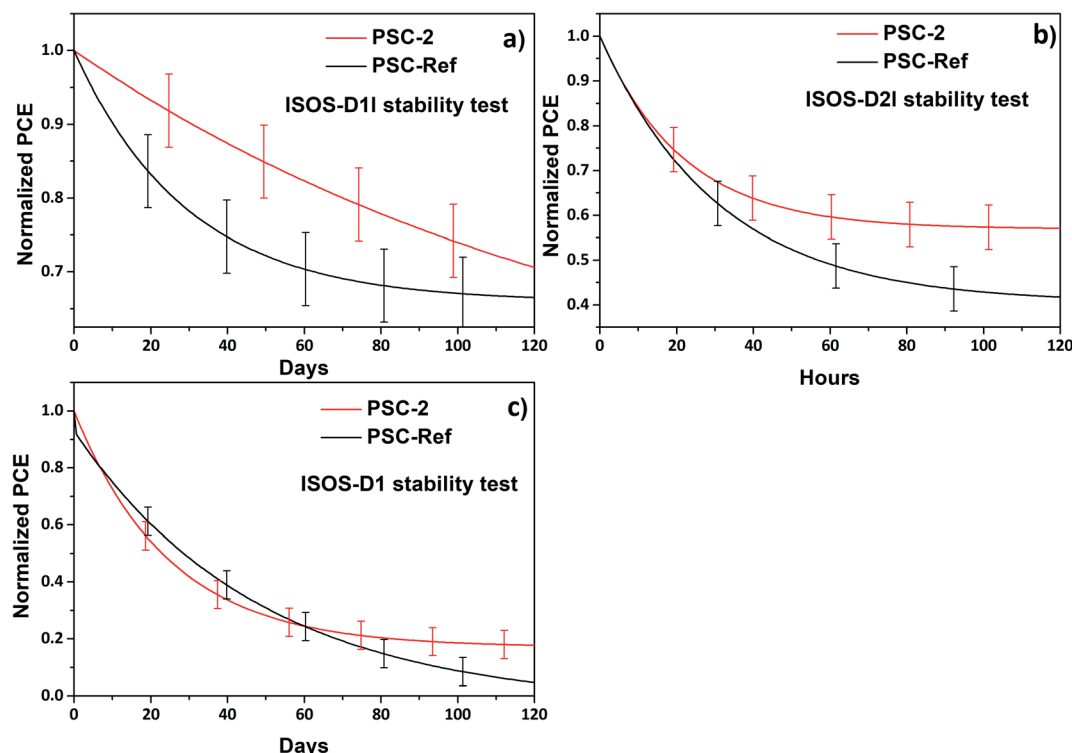 a)
PSC-2
PSC-Ref
ISOS-D1I stability test
Normalized PCE
1.0
0.9
0.8
0.7
0 20 40 60 80 100 120
Days
b)
PSC-2
PSC-Ref
ISOS-D2I stability test
Normalized PCE
1.0
0.9
0.8
0.7
0.6
0.5
0.4
0 20 40 60 80 100 120
Hours
c)
PSC-2
PSC-Ref
ISOS-D1 stability test
Normalized PCE
1.0
0.8
0.6
0.4
0.2
0.0
0 20 40 60 80 100 120
Days